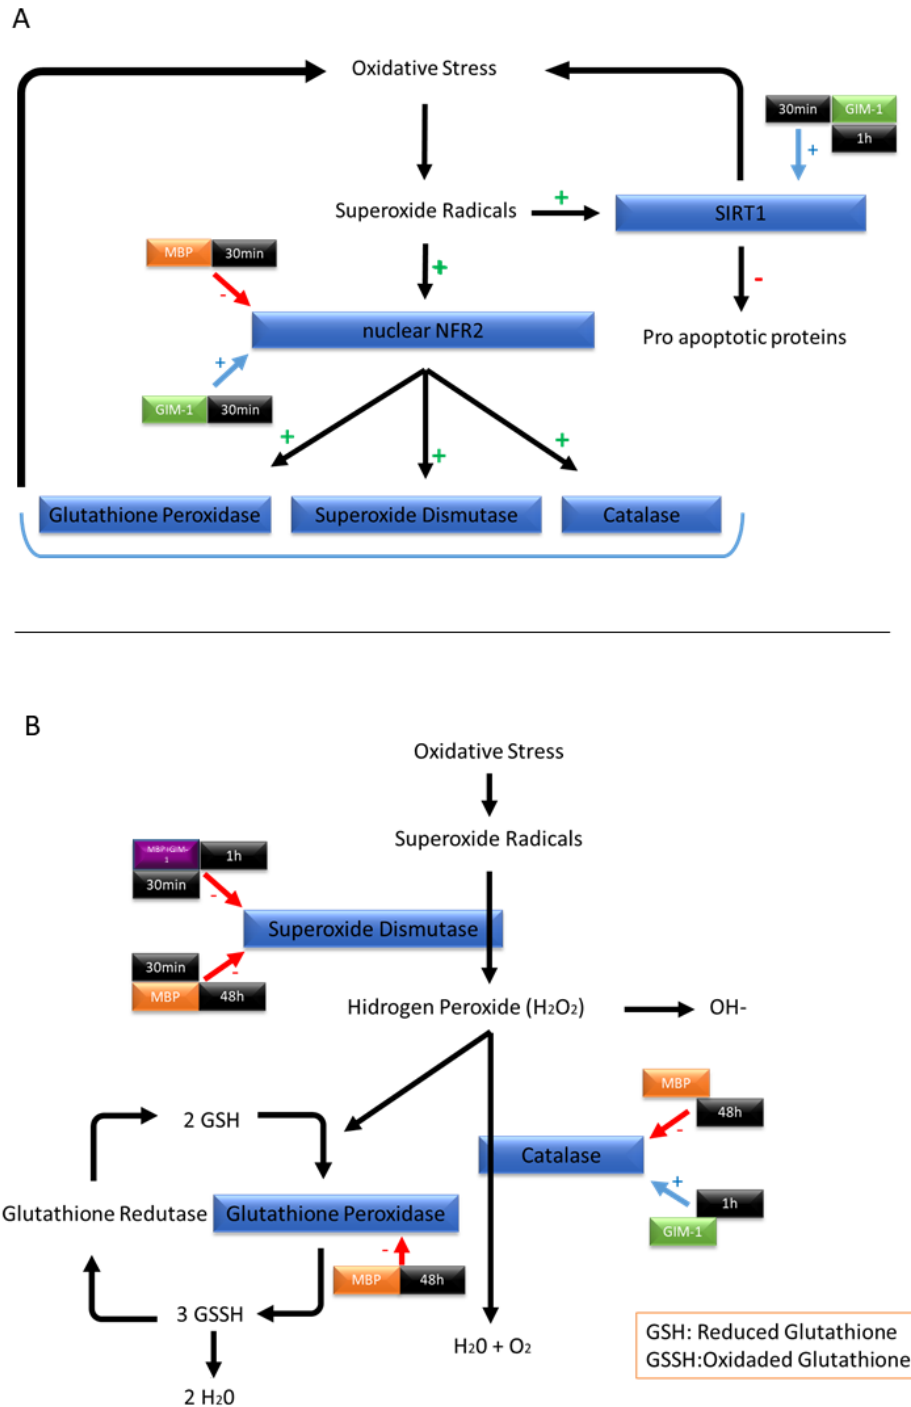 A
Oxidative Stress
30min GIM-1
1h
+
Superoxide Radicals
+
SIRT1
MBP 30min
-
+
-
nuclear NFR2
Pro apoptotic proteins
+
GIM-1 30min
+
+
+
Glutathione Peroxidase
Superoxide Dismutase
Catalase
B
Oxidative Stress
Superoxide Radicals
MBP+GIM-
1
1h
30min
-
Superoxide Dismutase
30min
-
MBP 48h
Hidrogen Peroxide (H2O2)
OH-
MBP
48h
-
2 GSH
Catalase
+
1h
GIM-1
Glutathione Redutase
Glutathione Peroxidase
-
MBP 48h
3 GSSH
H20 + O2
2 H20
GSH: Reduced Glutathione
GSSH:Oxidaded Glutathione